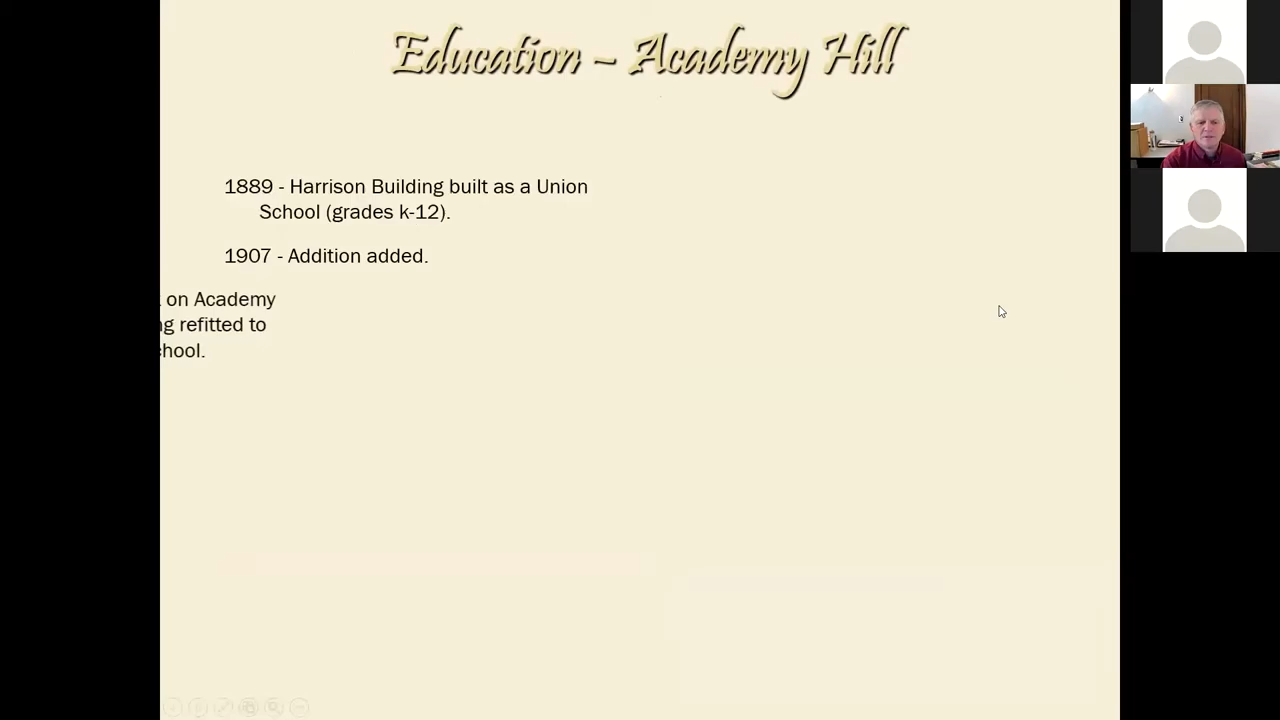 Education – Academy Hill
1889 - Harrison Building built as a Union
School (grades k-12).
1907 - Addition added.
on Academy
refitted to